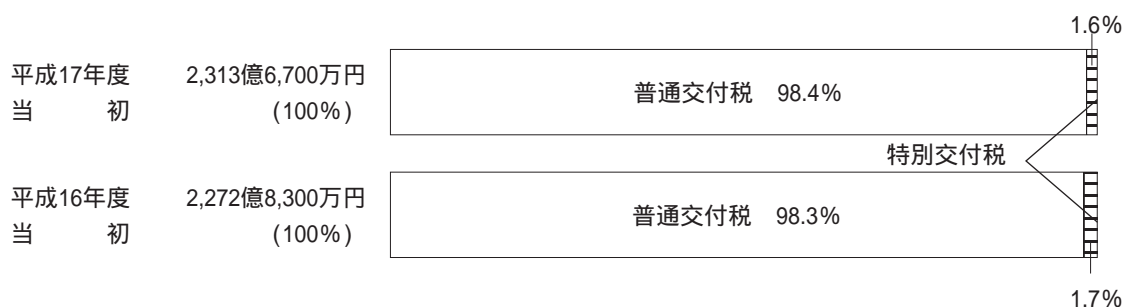 1.6%
平成17年度 2,313億6,700万円 普通交付税 98.4%
当 初 (100%)
特別交付税
平成16年度 2,272億8,300万円 普通交付税 98.3%
当 初 (100%)
1.7%